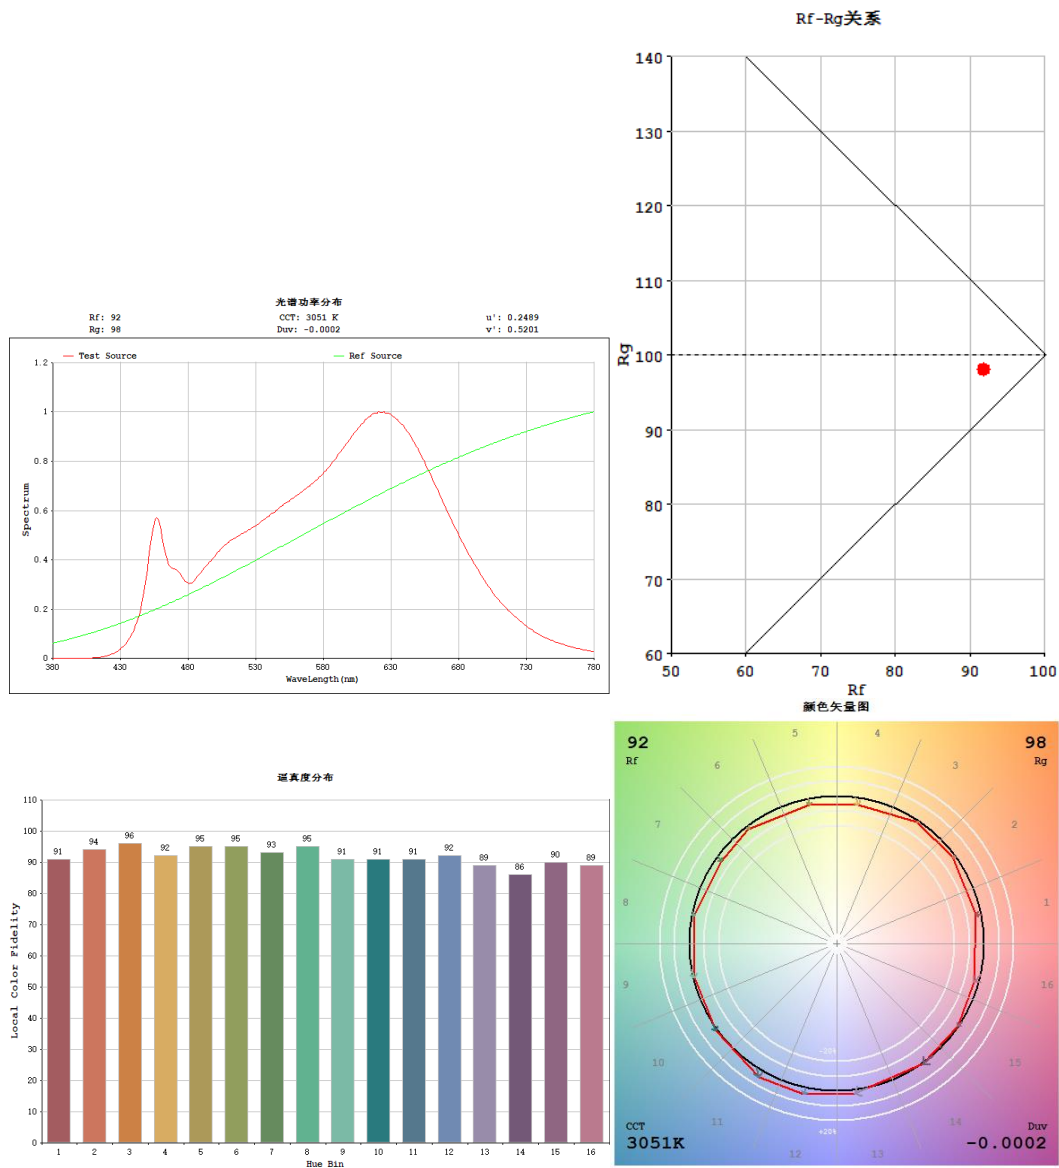 Rf-Rg关系
140
130
120
110
100
90
80
70
60
Rg
50 60 70 80 90 100
Rf
光谱功率分布
Rf: 92 CCT: 3051 K u': 0.2489
Rg: 98 Duv: -0.0002 v': 0.5201
Test Source Ref Source
1.2
1
0.8
0.6
0.4
0.2
0
Spectrum
380 430 480 530 580 630 680 730 780
WaveLength(nm)
逼真度分布
110
100
90
80
70
60
50
40
30
20
10
0
Local Color Fidelity
91 94 96 92 95 95 93 95 91 91 91 92 89 86 90 89
1 2 3 4 5 6 7 8 9 10 11 12 13 14 15 16
Hue Bin
颜色矢量图
92
Rf
98
Rg
5 4
6 3
7 2
8 1
9 16
10 15
11 14
12 13
-20%
+20%
CCT
3051K
Duv
-0.0002